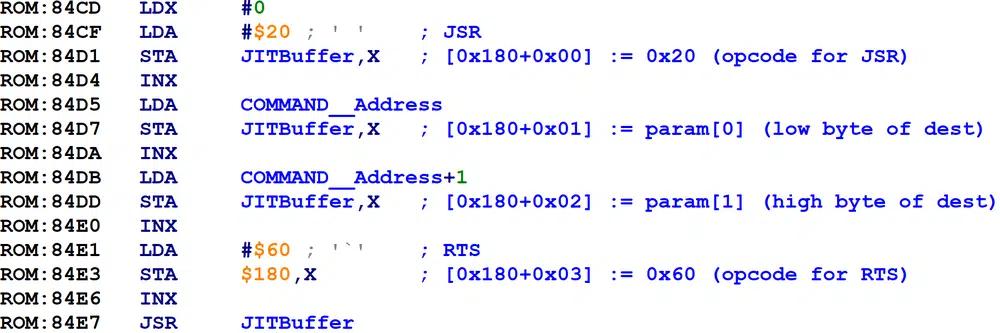 ROM:84CD LDX #0
ROM:84CF LDA #$20 ; ' ' ; JSR
ROM:84D1 STA JITBuffer,X ; [0x180+0x00] := 0x20 (opcode for JSR)
ROM:84D4 INX
ROM:84D5 LDA COMMAND__Address
ROM:84D7 STA JITBuffer,X ; [0x180+0x01] := param[0] (low byte of dest)
ROM:84DA INX
ROM:84DB LDA COMMAND__Address+1
ROM:84DD STA JITBuffer,X ; [0x180+0x02] := param[1] (high byte of dest)
ROM:84E0 INX
ROM:84E1 LDA #$60 ; '`' ; RTS
ROM:84E3 STA $180,X ; [0x180+0x03] := 0x60 (opcode for RTS)
ROM:84E6 INX
ROM:84E7 JSR JITBuffer